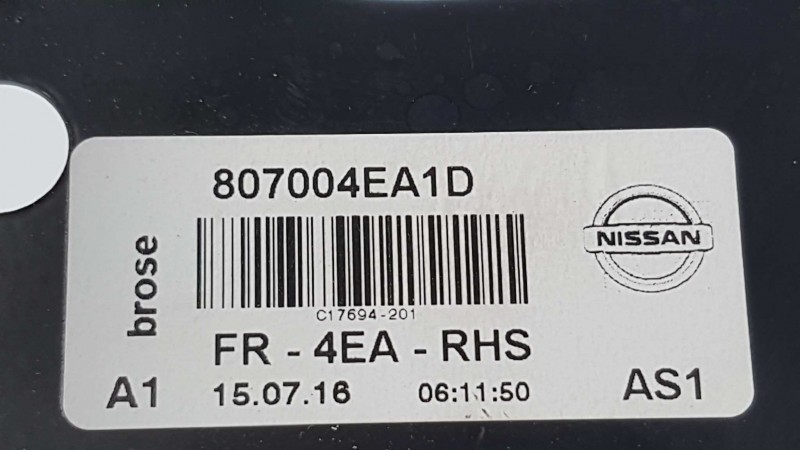 807004EA1D
brose
NISSAN
C17694-201
FR - 4EA - RHS
A1
15.07.16
06:11:50
AS1